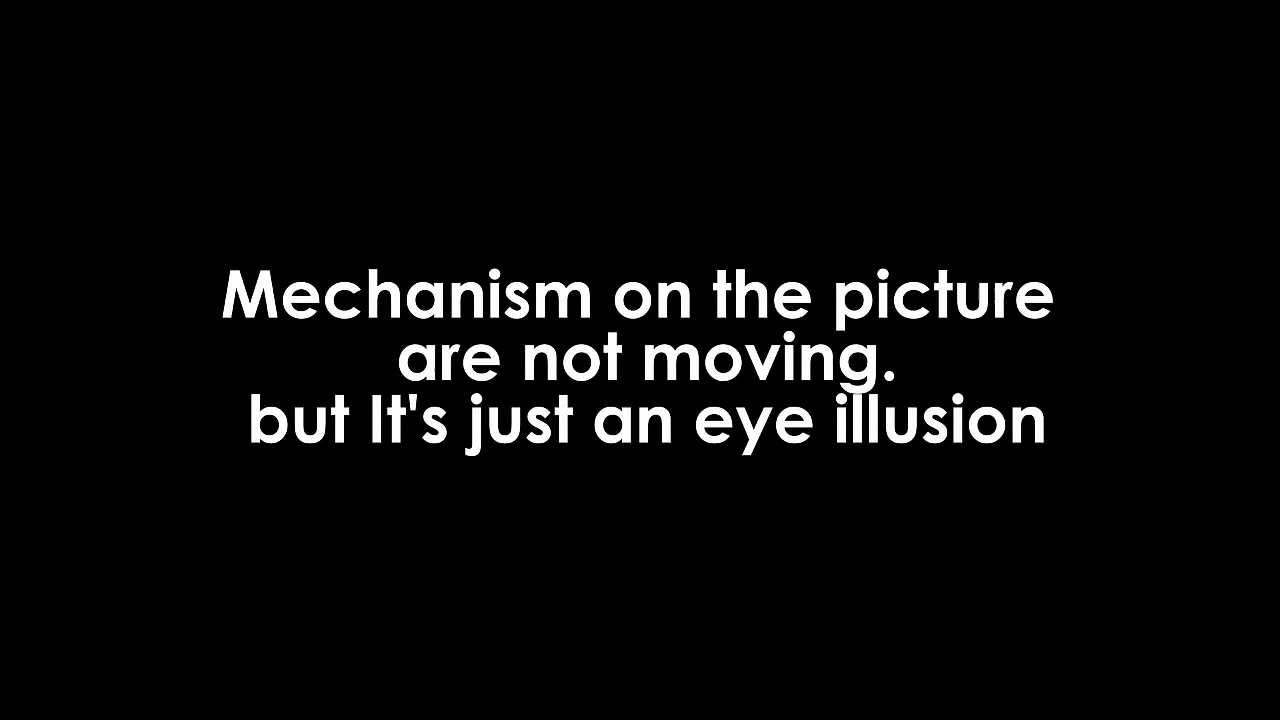 Mechanism on the picture
are not moving.
but It's just an eye illusion